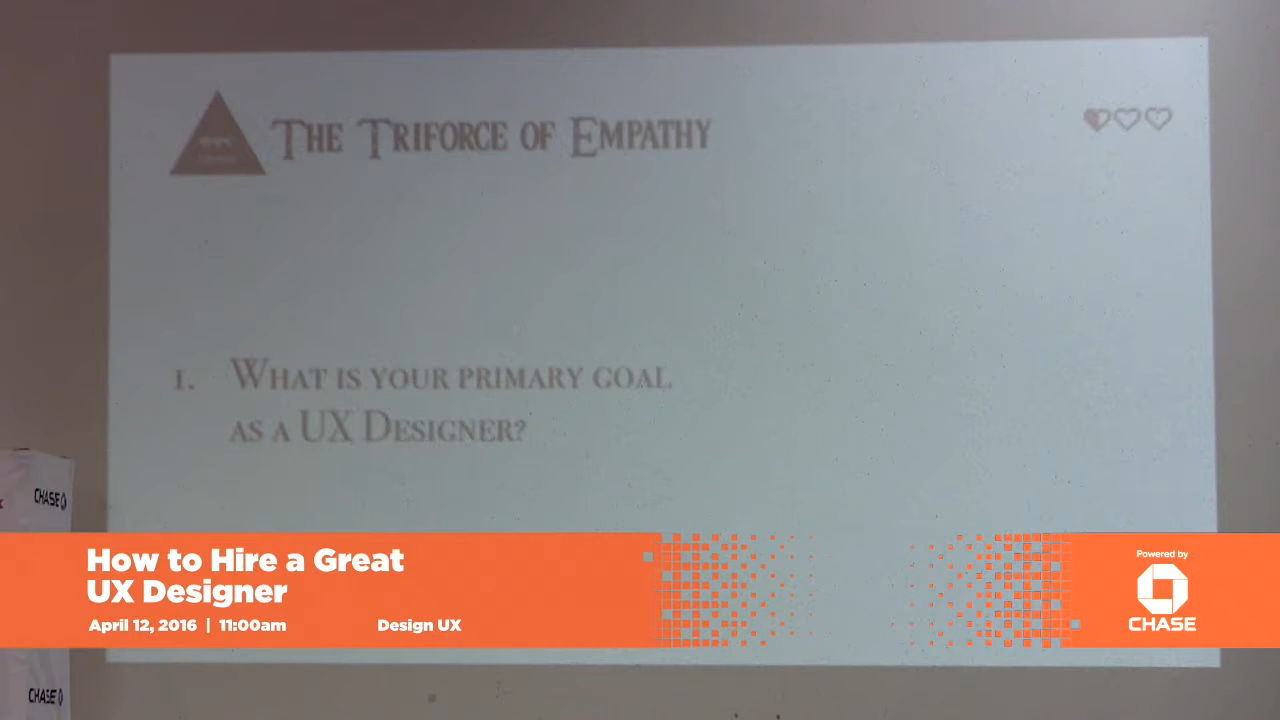 The Triforce of Empathy
1. What is your primary goal
as a UX Designer?
CHASE
How to Hire a Great
UX Designer
April 12, 2016 | 11:00am
Design UX
Powered by
CHASE
CHASE